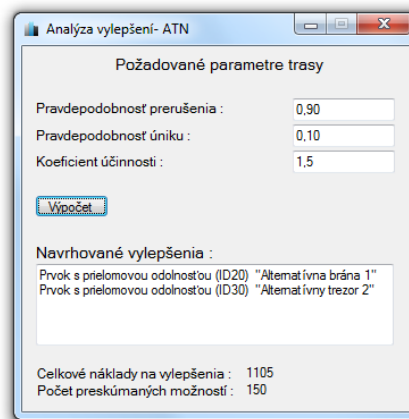 Analýza vylepšení- ATN
Požadované parametre trasy
Pravdepodobnosť prerušenia : 0,90
Pravdepodobnosť úniku : 0,10
Koeficient účinnosti : 1,5
Výpočet
Navrhované vylepšenia :
Prvok s prielomovou odolnosťou (ID20) "Alternatívna brána 1"
Prvok s prielomovou odolnosťou (ID30) "Alternatívny trezor 2"
Celkové náklady na vylepšenia : 1105
Počet preskúmaných možností : 150